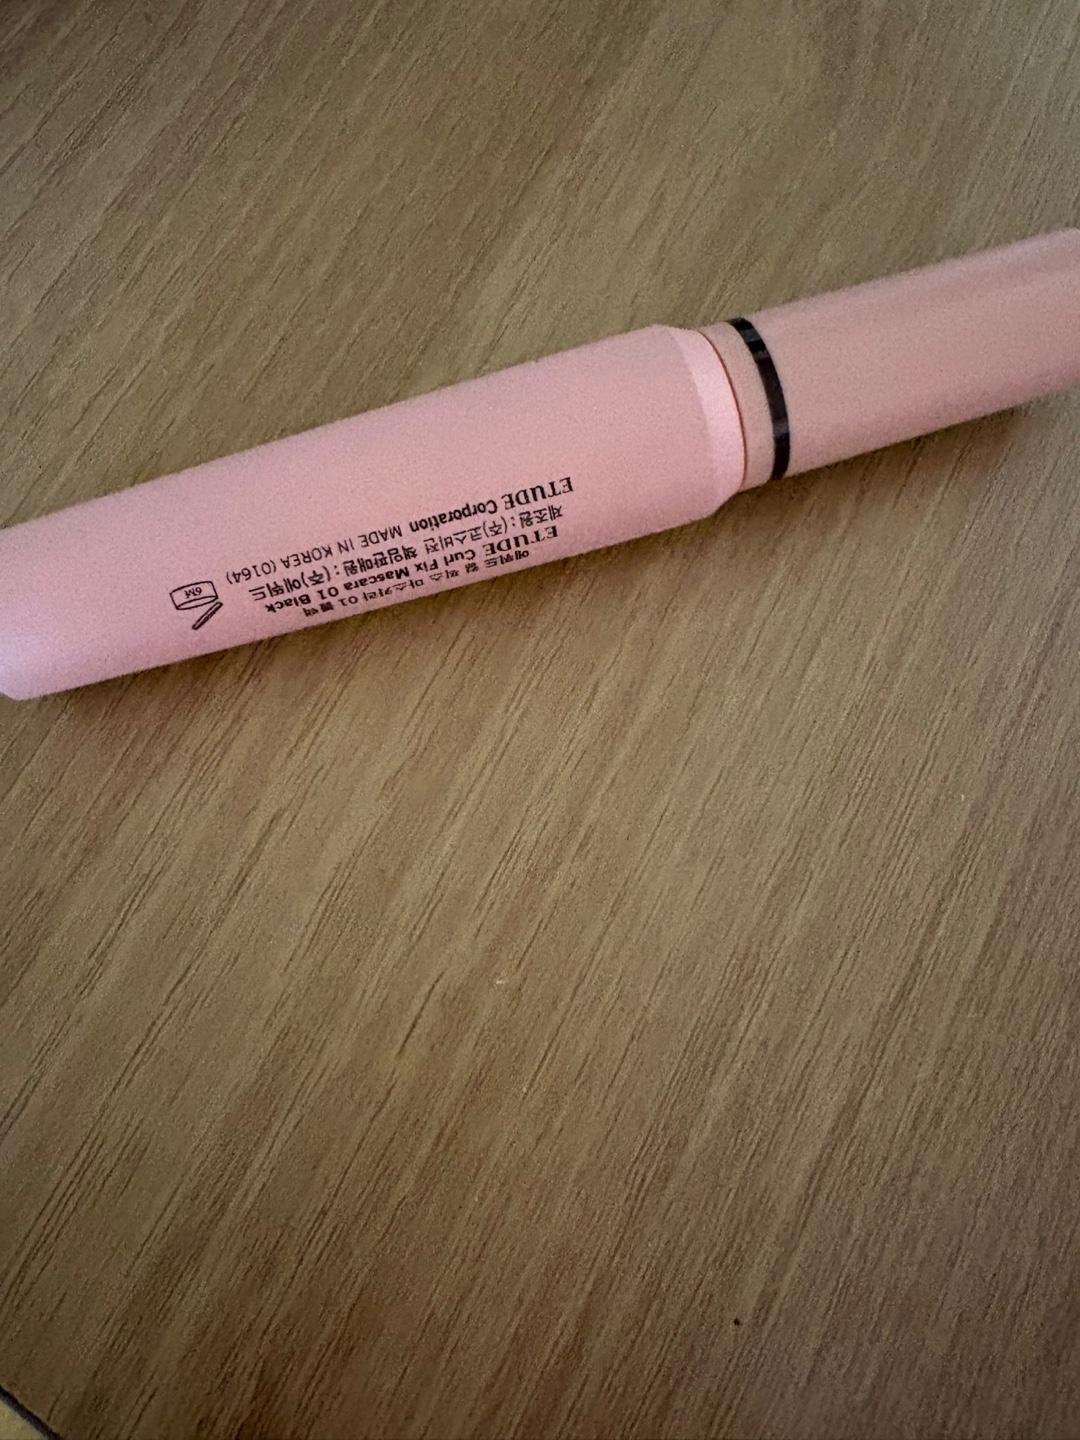 에뛰드 컬 픽스 마스카라 01 블랙
ETUDE Curl Fix Mascara 01 Black
제조원 : (주)코스비전 책임판매원 : (주)에뛰드
ETUDE Corporation MADE IN KOREA (0164)
6M